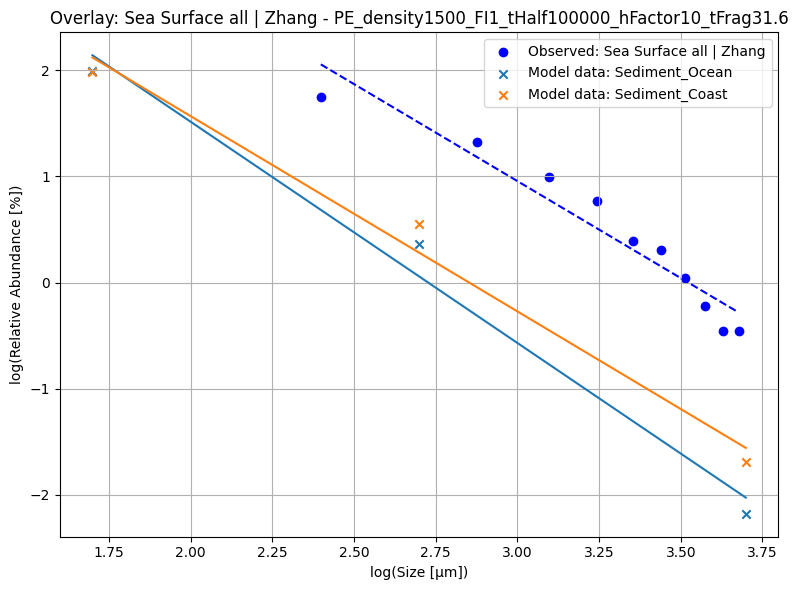 Overlay: Sea Surface all | Zhang - PE_density1500_FI1_tHalf100000_hFactor10_tFrag31.6
Observed: Sea Surface all | Zhang
Model data: Sediment_Ocean
Model data: Sediment_Coast
log(Relative Abundance [%])
2
1
0
−1
−2
1.75
2.00
2.25
2.50
2.75
3.00
3.25
3.50
3.75
log(Size [μm])